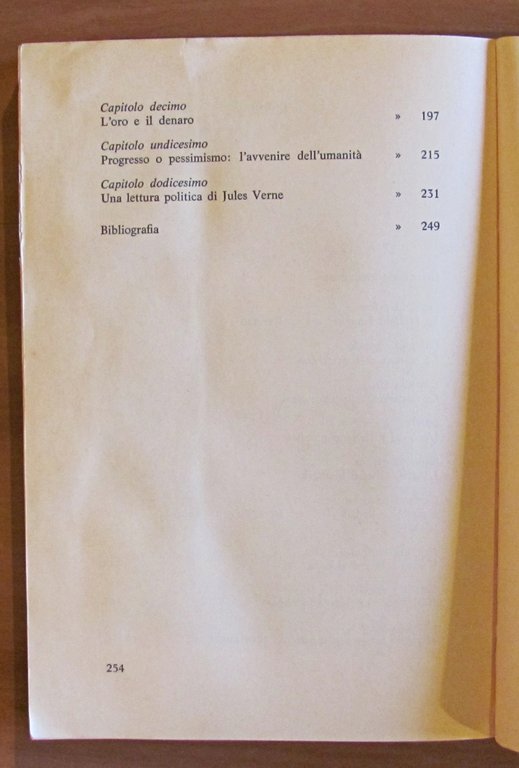 Capitolo decimo
L'oro e il denaro » 197
Capitolo undicesimo
Progresso o pessimismo: l'avvenire dell'umanità » 215
Capitolo dodicesimo
Una lettura politica di Jules Verne » 231
Bibliografia » 249
254